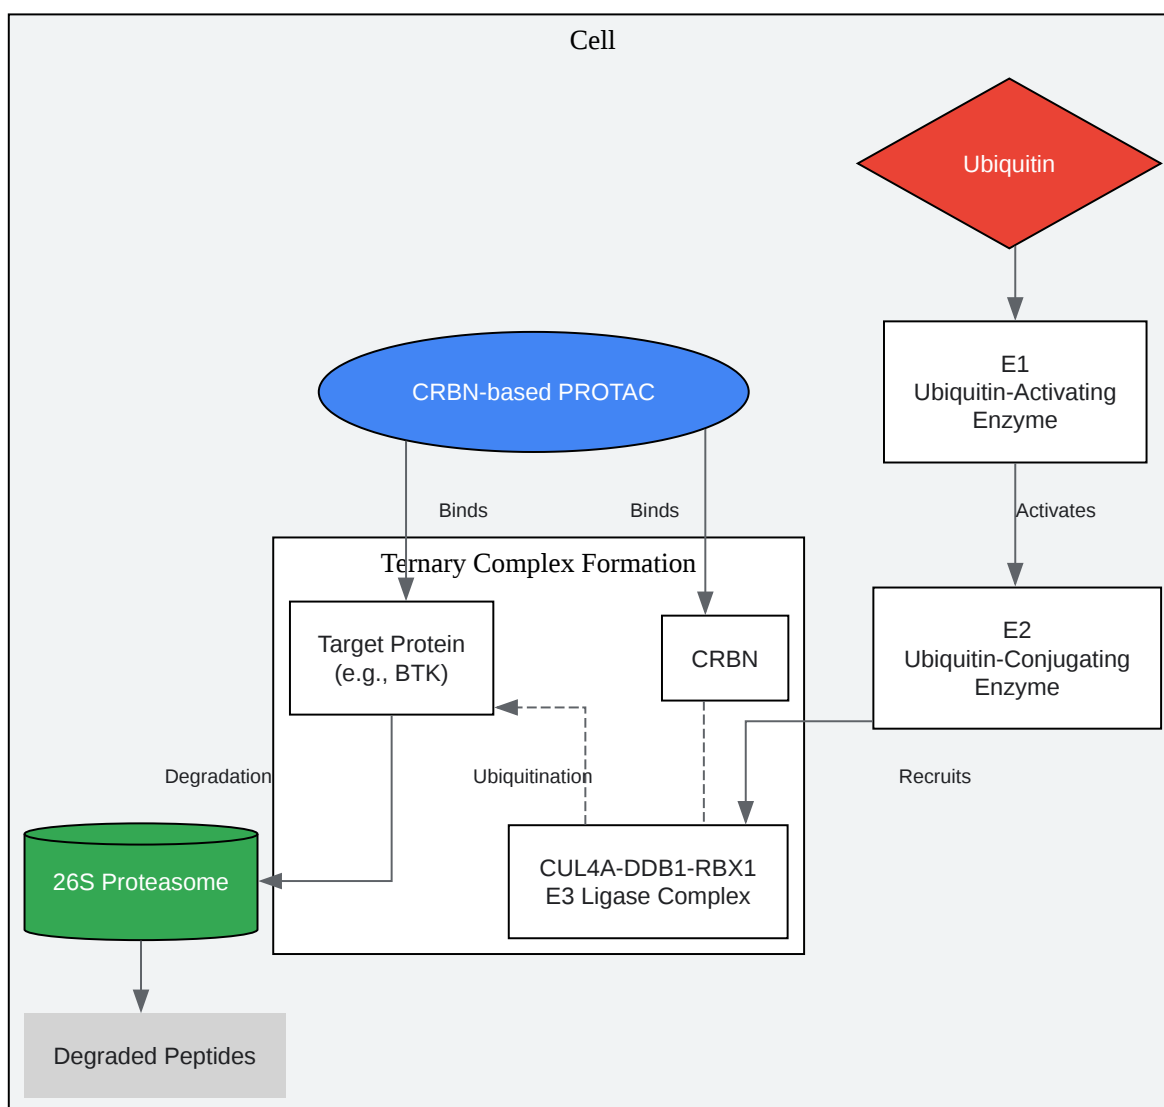 Cell
Ubiquitin
E1
Ubiquitin-Activating
Enzyme
CRBN-based PROTAC
Binds
Binds
Activates
Ternary Complex Formation
Target Protein
(e.g., BTK)
CRBN
E2
Ubiquitin-Conjugating
Enzyme
Degradation
Ubiquitination
Recruits
26S Proteasome
CUL4A-DDB1-RBX1
E3 Ligase Complex
Degraded Peptides